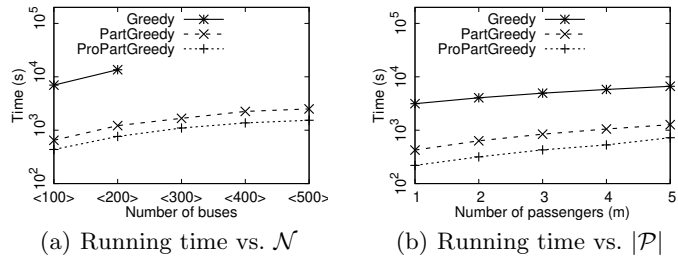 Greedy
PartGreedy
ProPartGreedy
10^5
10^4
10^3
10^2
Time (s)
<100> <200> <300> <400> <500>
Number of buses
(a) Running time vs. 𝒩
Greedy
PartGreedy
ProPartGreedy
10^5
10^4
10^3
10^2
Time (s)
1 2 3 4 5
Number of passengers (m)
(b) Running time vs. |𝒫|